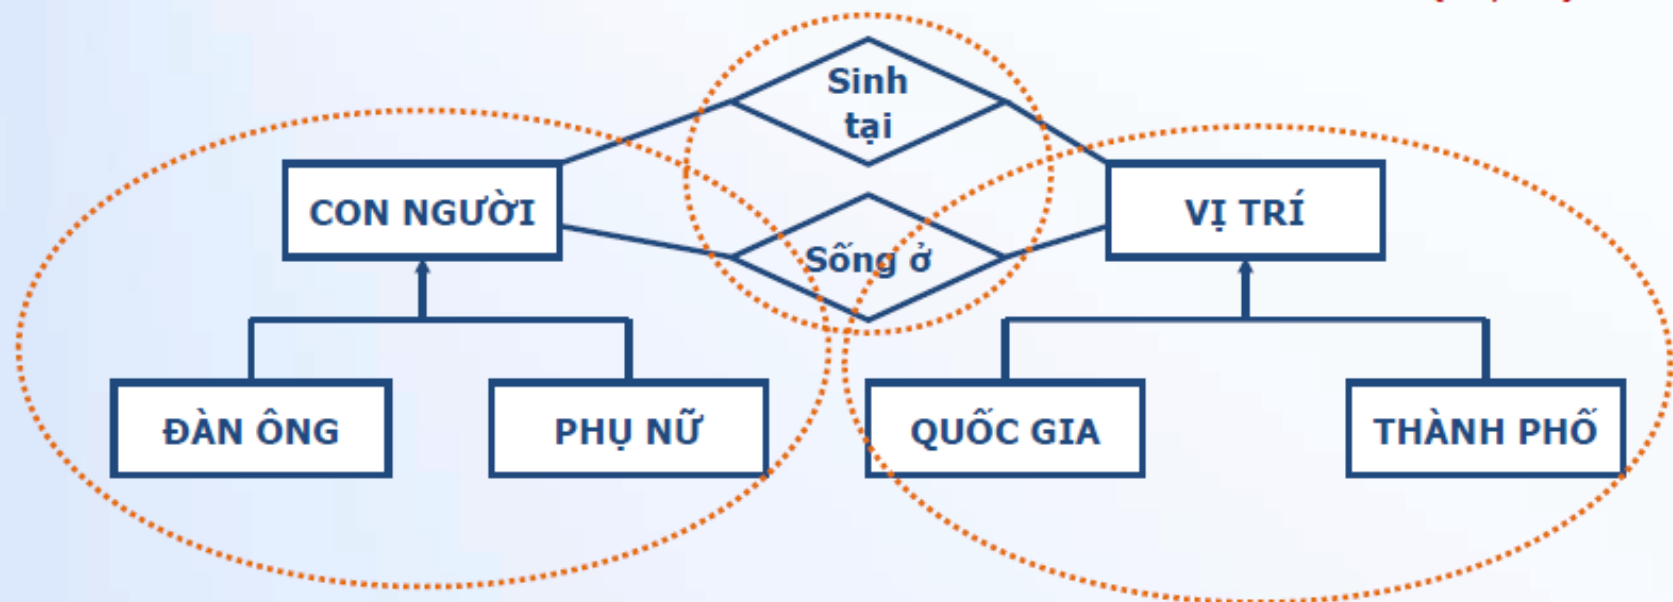 Sinh
tại
CON NGƯỜI
VỊ TRÍ
Sống ở
ĐÀN ÔNG
PHỤ NỮ
QUỐC GIA
THÀNH PHỐ